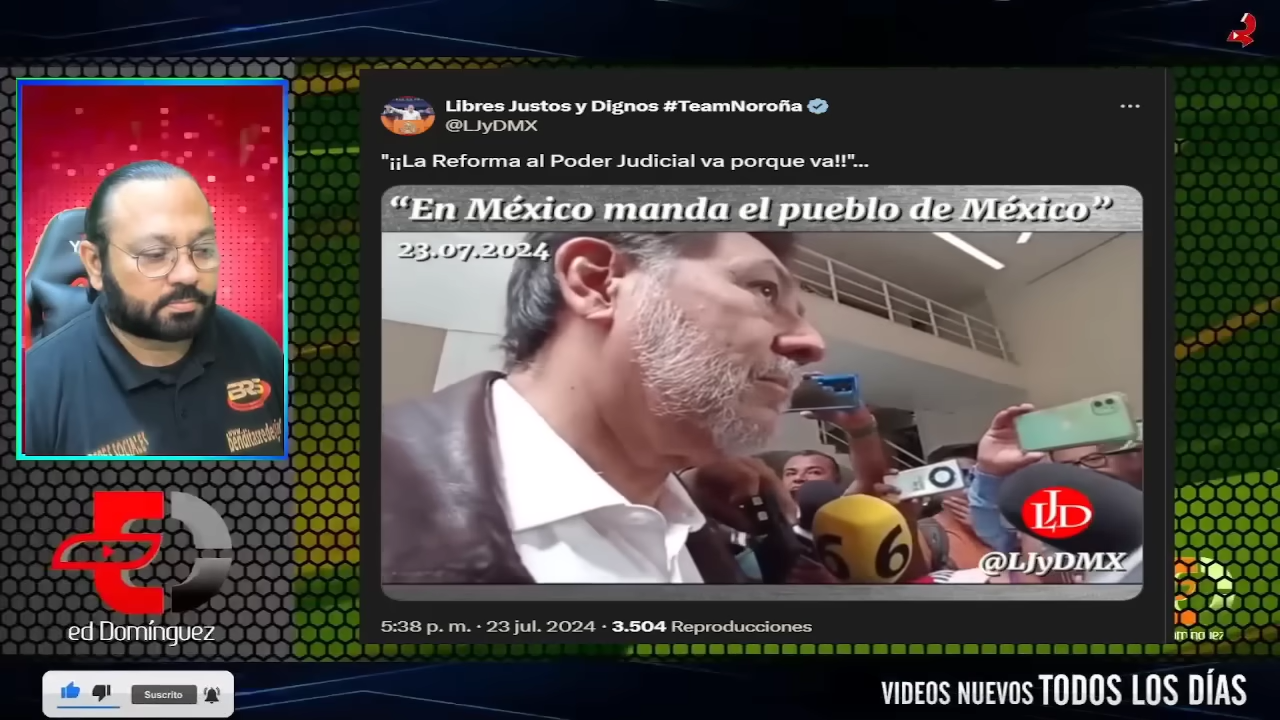 Libres Justos y Dignos #TeamNoroña
@LJyDMX
"¡¡La Reforma al Poder Judicial va porque va!!"...
“En México manda el pueblo de México”
23.07.2024
Y
BRS
6
LJD
@LJyDMX
5:38 p. m. · 23 jul. 2024 · 3.504 Reproducciones
ed Domínguez
Suscrito
VIDEOS NUEVOS TODOS LOS DÍAS